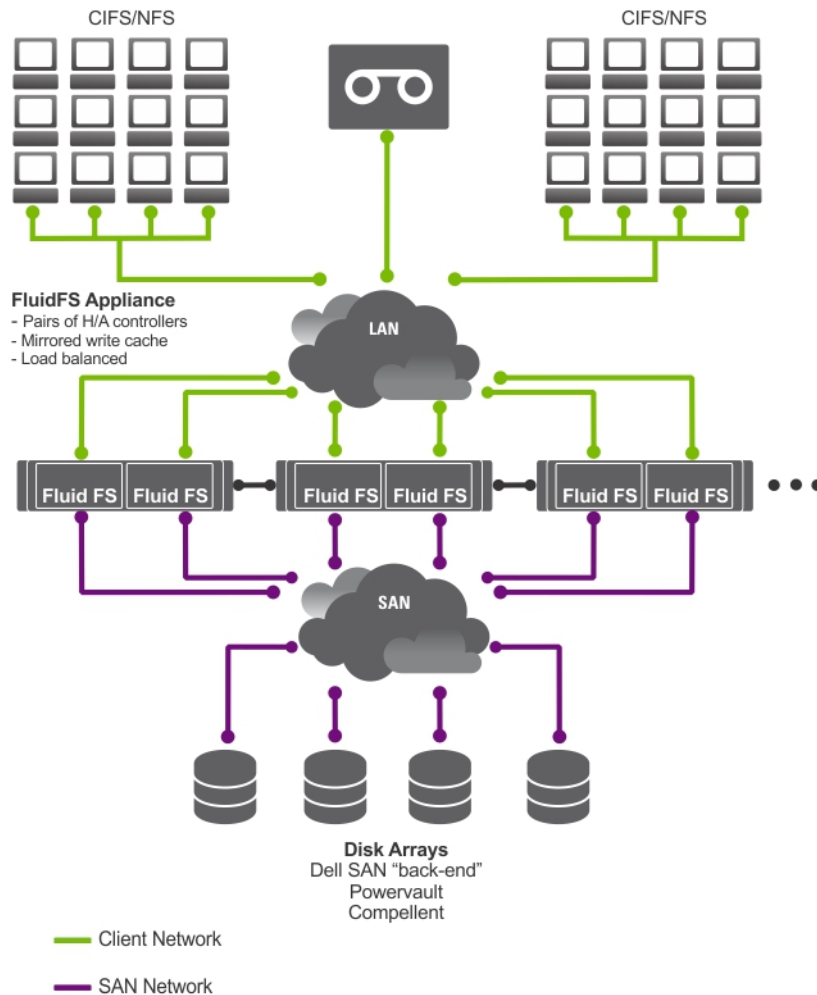 CIFS/NFS
CIFS/NFS
FluidFS Appliance
- Pairs of H/A controllers
- Mirrored write cache
- Load balanced
LAN
Fluid FS
Fluid FS
Fluid FS
Fluid FS
Fluid FS
Fluid FS
SAN
Disk Arrays
Dell SAN “back-end”
Powervault
Compellent
Client Network
SAN Network